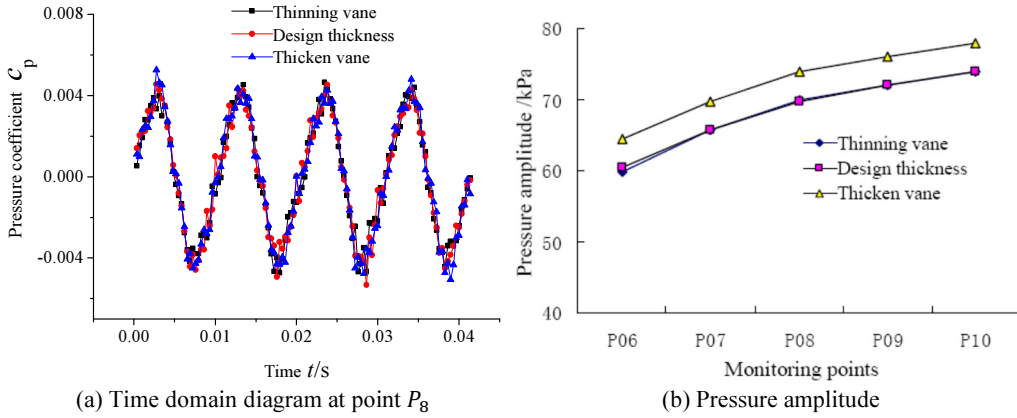 Thinning vane
Design thickness
Thicken vane
Pressure coefficient C_p
0.008
0.004
0.000
-0.004
0.00
0.01
0.02
0.03
0.04
Time t/s
(a) Time domain diagram at point P_8
Pressure amplitude /kPa
80
70
60
50
40
Thinning vane
Design thickness
Thicken vane
P06
P07
P08
P09
P10
Monitoring points
(b) Pressure amplitude